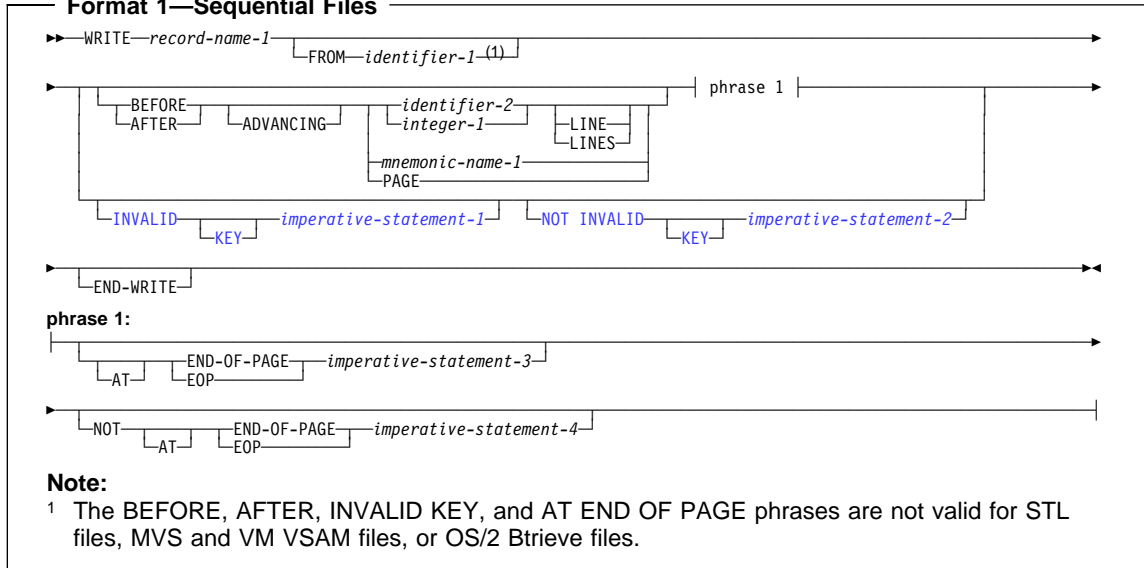 Format 1—Sequential Files
WRITE record-name-1
FROM identifier-1 (1)
phrase 1
BEFORE identifier-2
AFTER ADVANCING integer-1 LINE
LINES
mnemonic-name-1
PAGE
INVALID imperative-statement-1 NOT INVALID imperative-statement-2
KEY KEY
END-WRITE
phrase 1:
END-OF-PAGE imperative-statement-3
AT EOP
NOT END-OF-PAGE imperative-statement-4
AT EOP
Note:
1 The BEFORE, AFTER, INVALID KEY, and AT END OF PAGE phrases are not valid for STL
files, MVS and VM VSAM files, or OS/2 Btrieve files.